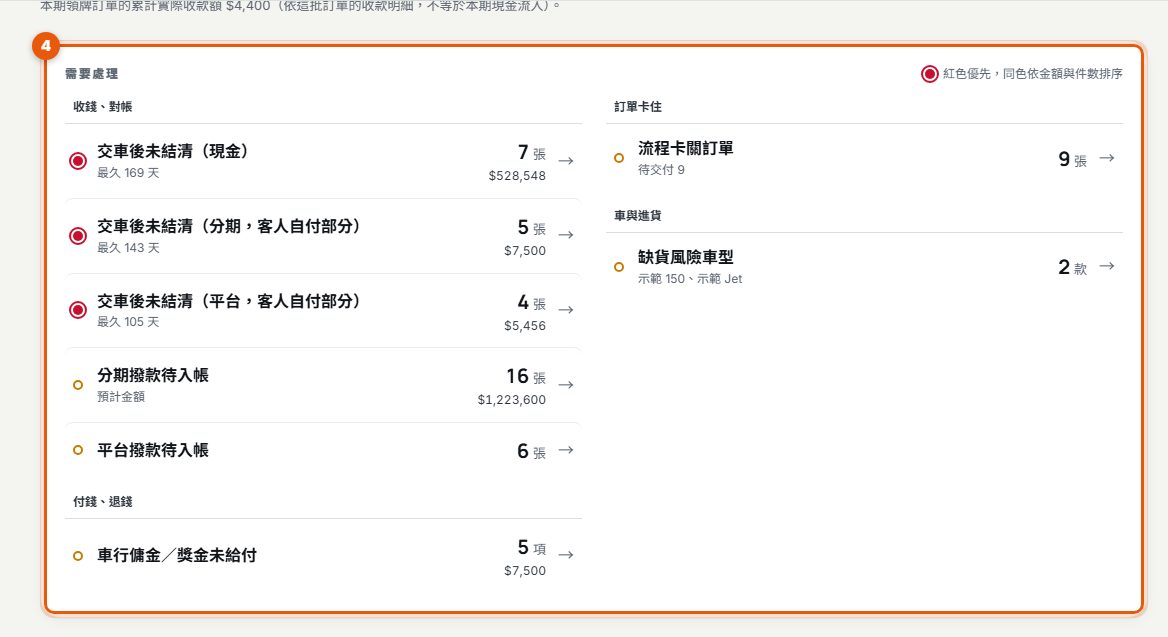 本期領牌訂單的累計實際收款額 $4,400（依這批訂單的收款明細，不等於本期現金流入）。
4
需要處理
紅色優先，同色依金額與件數排序
收錢、對帳
交車後未結清（現金）
最久 169 天
7 張 →
$528,548
交車後未結清（分期，客人自付部分）
最久 143 天
5 張 →
$7,500
交車後未結清（平台，客人自付部分）
最久 105 天
4 張 →
$5,456
分期撥款待入帳
預計金額
16 張 →
$1,223,600
平台撥款待入帳
6 張 →
付錢、退錢
車行傭金／獎金未給付
5 項 →
$7,500
訂單卡住
流程卡關訂單
待交付 9
9 張 →
車與進貨
缺貨風險車型
示範 150、示範 Jet
2 款 →